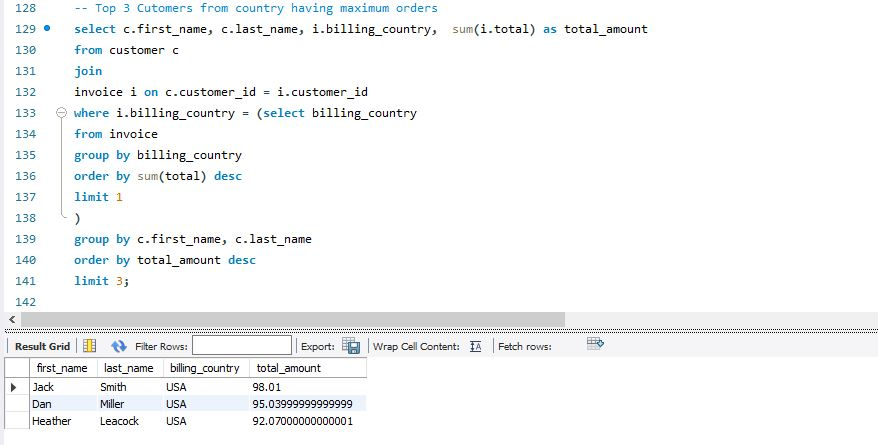 128 -- Top 3 Cutomers from country having maximum orders
129 select c.first_name, c.last_name, i.billing_country, sum(i.total) as total_amount
130 from customer c
131 join
132 invoice i on c.customer_id = i.customer_id
133 where i.billing_country = (select billing_country
134 from invoice
135 group by billing_country
136 order by sum(total) desc
137 limit 1
138 )
139 group by c.first_name, c.last_name
140 order by total_amount desc
141 limit 3;
142
Result Grid Filter Rows: Export: Wrap Cell Content: Fetch rows:
first_name last_name billing_country total_amount
Jack Smith USA 98.01
Dan Miller USA 95.03999999999999
Heather Leacock USA 92.07000000000001